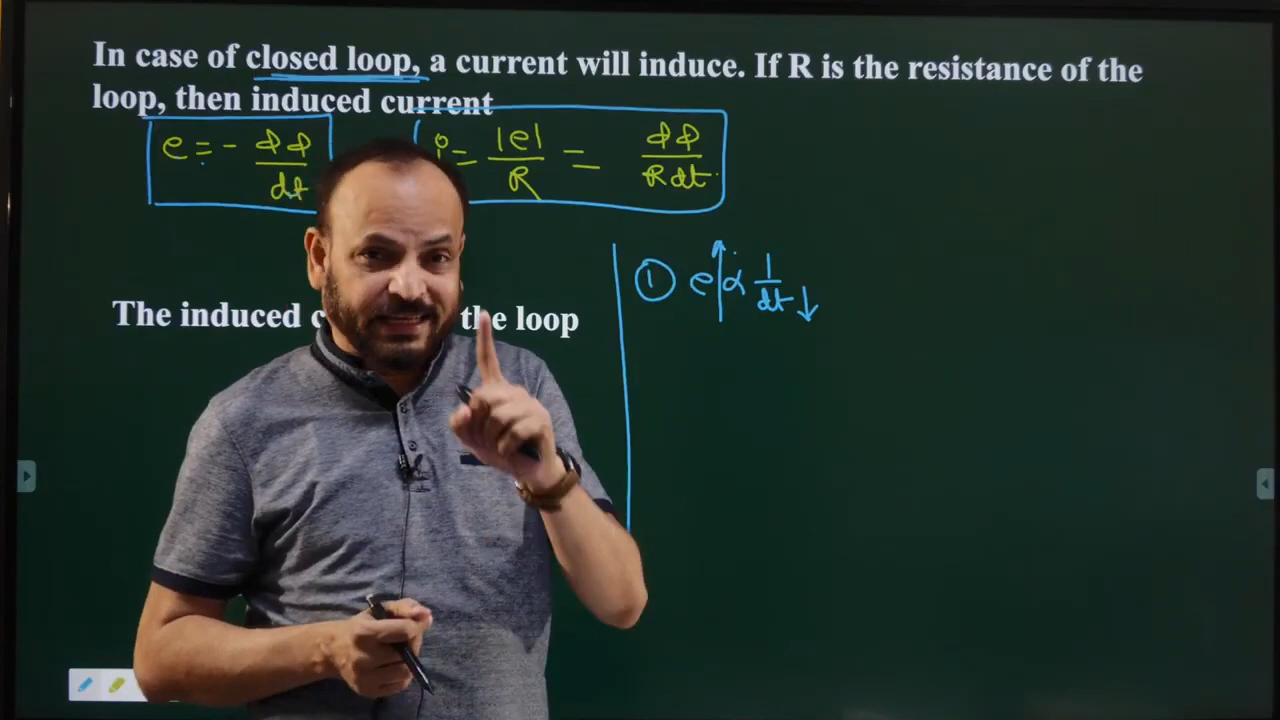 In case of closed loop, a current will induce. If R is the resistance of the
loop, then induced current
e = - dΦ/dt
i = |e|/R = dΦ/Rdt
① e ↑ α 1/dt ↓
The induced the loop